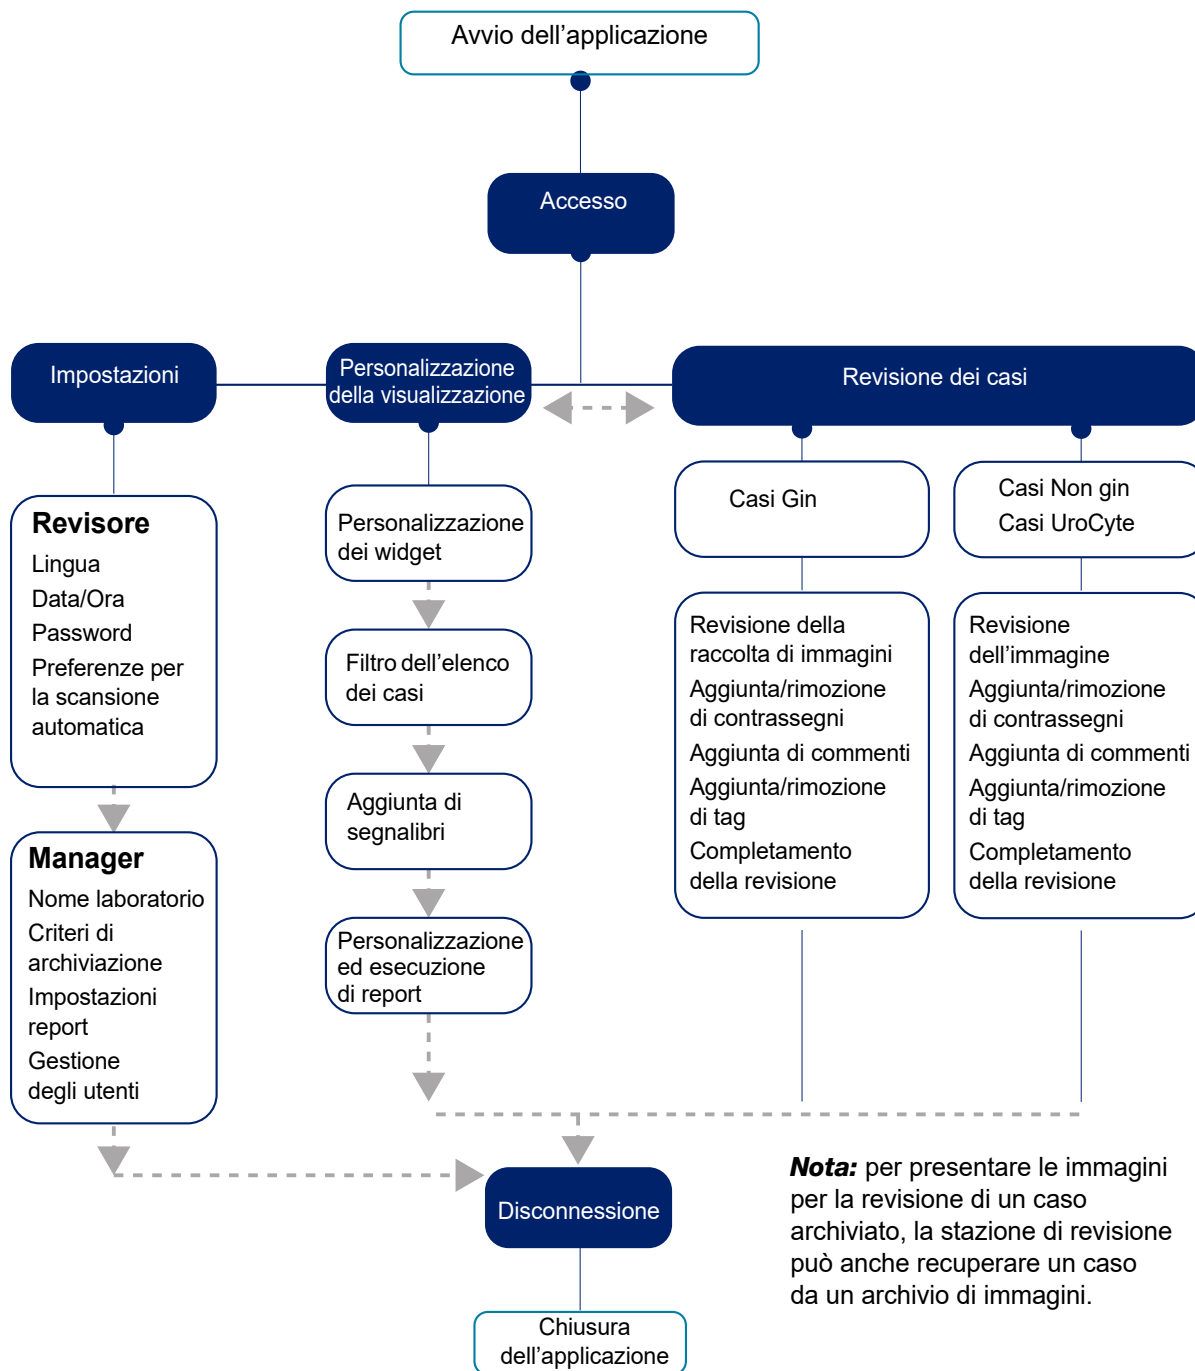 Avvio dell’applicazione
Accesso
Impostazioni
Personalizzazione
della visualizzazione
Revisione dei casi
Revisore
Lingua
Data/Ora
Password
Preferenze per
la scansione
automatica
Manager
Nome laboratorio
Criteri di
archiviazione
Impostazioni
report
Gestione
degli utenti
Personalizzazione
dei widget
Filtro dell’elenco
dei casi
Aggiunta di
segnalibri
Personalizzazione
ed esecuzione
di report
Casi Gin
Revisione della
raccolta di immagini
Aggiunta/rimozione
di contrassegni
Aggiunta di commenti
Aggiunta/rimozione
di tag
Completamento
della revisione
Casi Non gin
Casi UroCyte
Revisione
dell’immagine
Aggiunta/rimozione
di contrassegni
Aggiunta di commenti
Aggiunta/rimozione
di tag
Completamento
della revisione
Disconnessione
Chiusura
dell’applicazione
Nota: per presentare le immagini
per la revisione di un caso
archiviato, la stazione di revisione
può anche recuperare un caso
da un archivio di immagini.